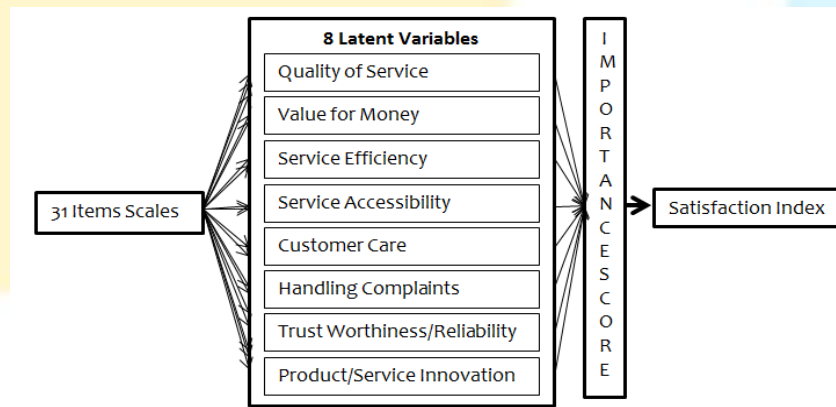 8 Latent Variables
Quality of Service
Value for Money
Service Efficiency
Service Accessibility
Customer Care
Handling Complaints
Trust Worthiness/Reliability
Product/Service Innovation
31 Items Scales
I
M
P
O
R
T
A
N
C
E
S
C
O
R
E
Satisfaction Index